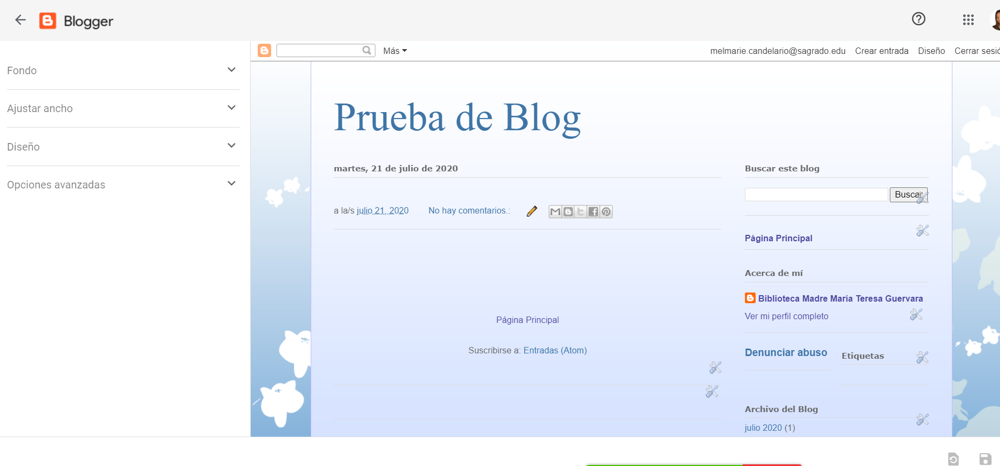 Blogger
Más
melmarie.candelario@sagrado.edu Crear entrada Diseño Cerrar
Fondo
Ajustar ancho
Diseño
Opciones avanzadas
Prueba de Blog
martes, 21 de julio de 2020
a la/s julio 21, 2020 No hay comentarios.:
Página Principal
Suscribirse a: Entradas (Atom)
Buscar este blog
Buscar
Página Principal
Acerca de mí
Biblioteca Madre María Teresa Guervara
Ver mi perfil completo
Denunciar abuso
Etiquetas
Archivo del Blog
julio 2020 (1)